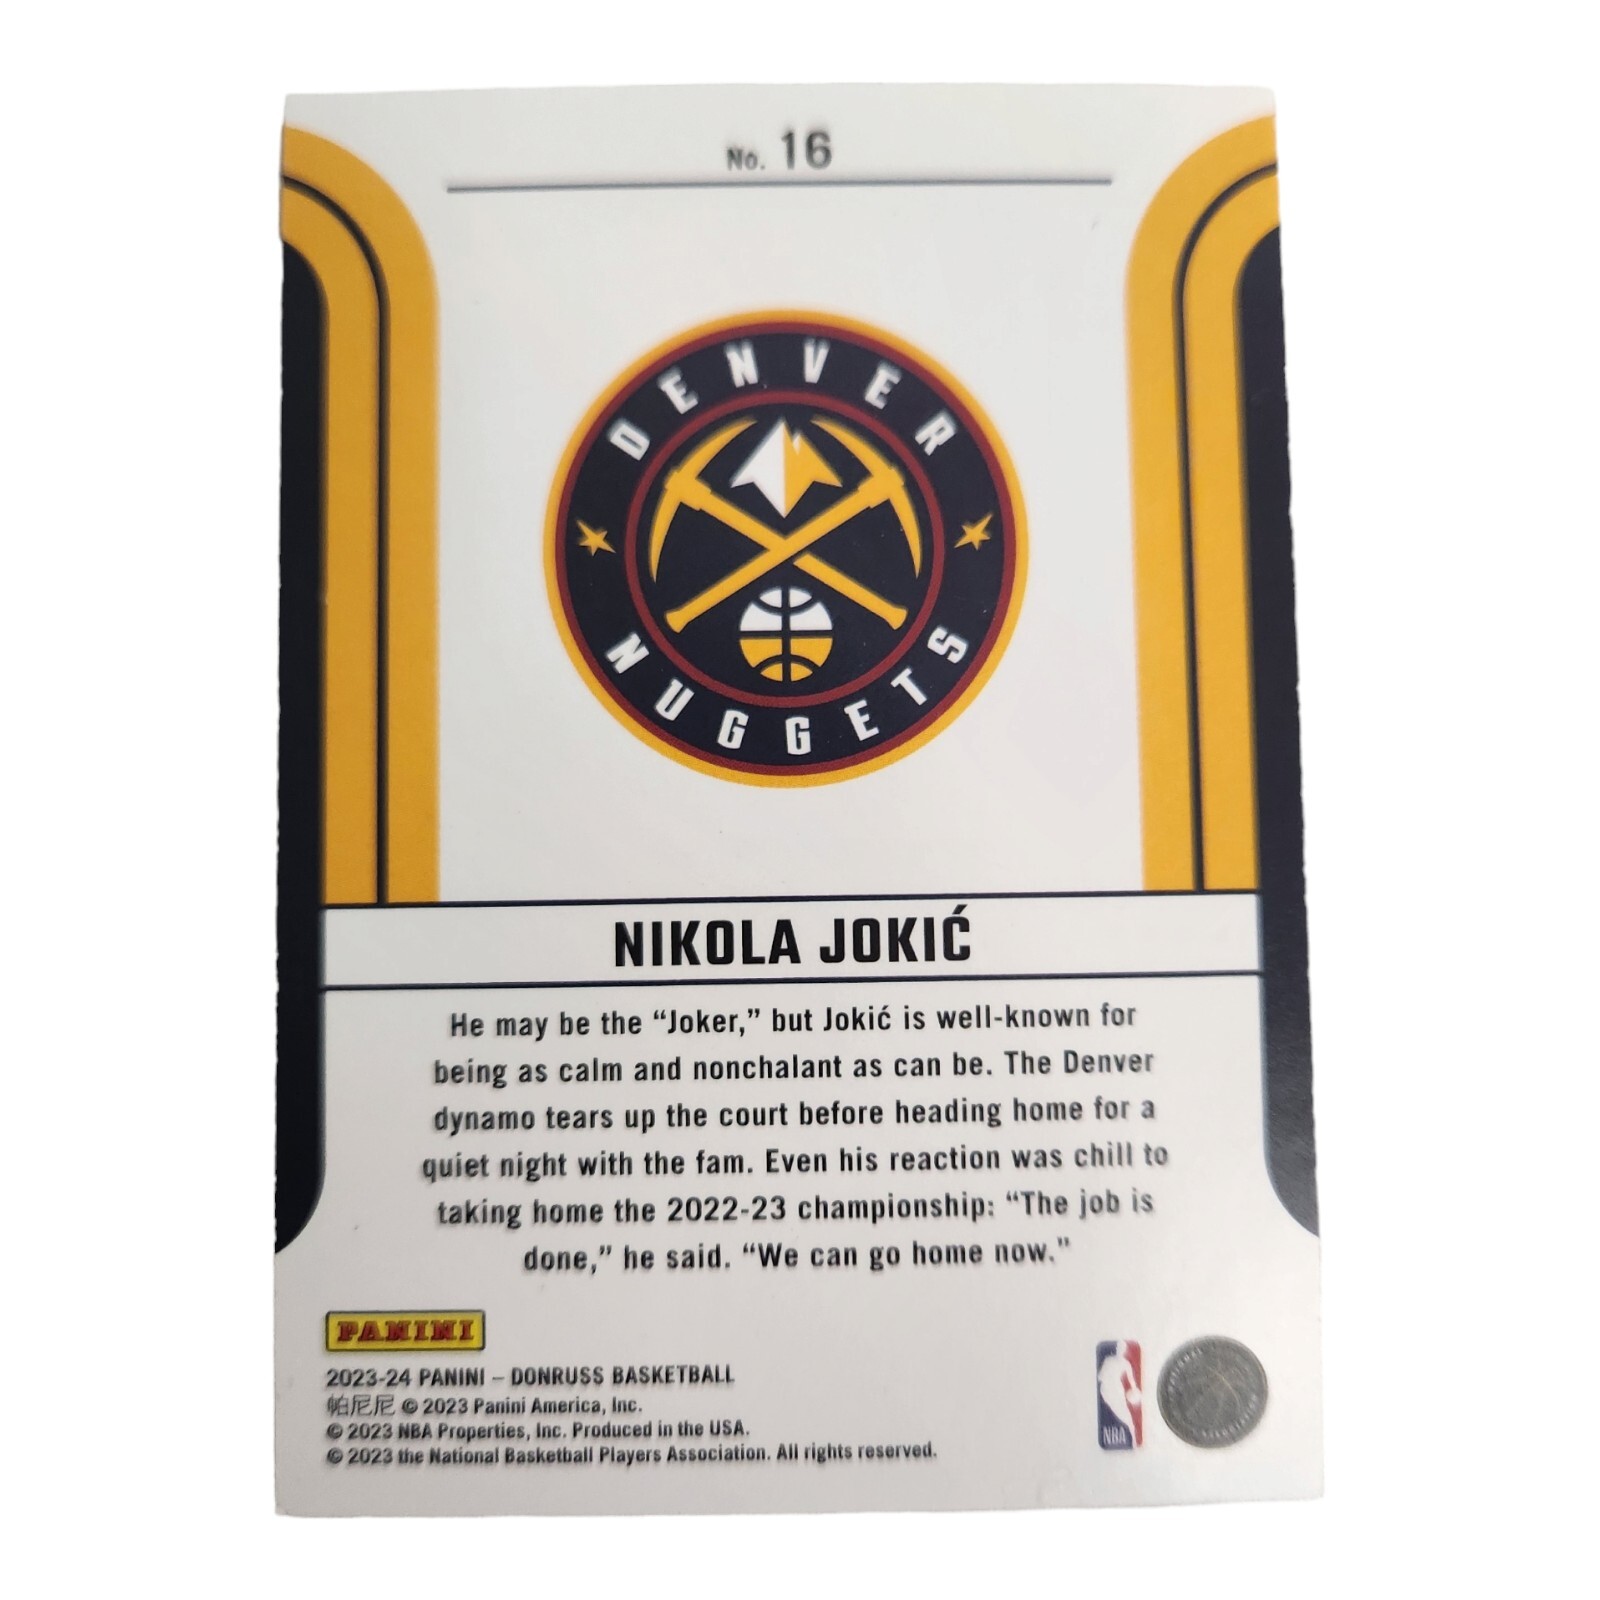 No. 16
DENVER
NUGGETS
NIKOLA JOKIĆ
He may be the “Joker,” but Jokić is well-known for
being as calm and nonchalant as can be. The Denver
dynamo tears up the court before heading home for a
quiet night with the fam. Even his reaction was chill to
taking home the 2022-23 championship: “The job is
done,” he said. “We can go home now.”
PANINI
2023-24 PANINI – DONRUSS BASKETBALL
帕尼尼 © 2023 Panini America, Inc.
© 2023 NBA Properties, Inc. Produced in the USA.
© 2023 the National Basketball Players Association. All rights reserved.
NBA